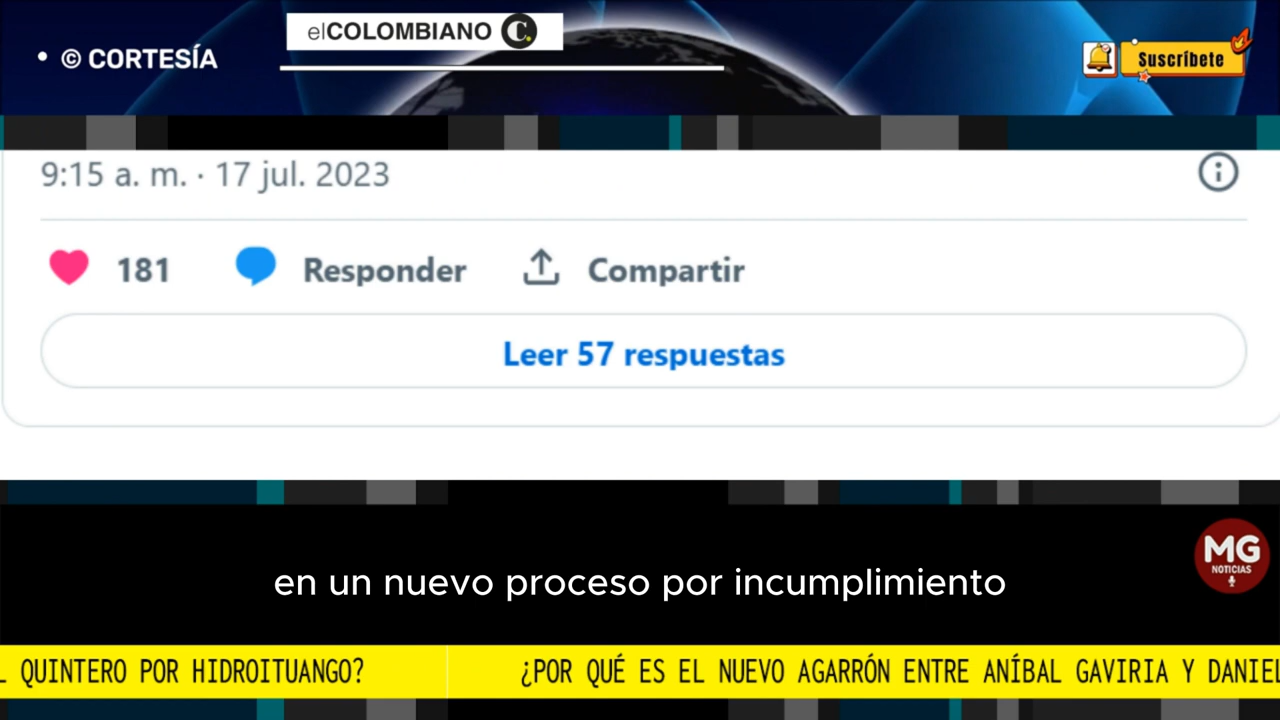 elCOLOMBIANO C.
• © CORTESÍA
Suscríbete
9:15 a. m. · 17 jul. 2023
181 Responder Compartir
Leer 57 respuestas
MG
NOTICIAS
en un nuevo proceso por incumplimiento
L QUINTERO POR HIDROITUANGO? ¿POR QUÉ ES EL NUEVO AGARRÓN ENTRE ANÍBAL GAVIRIA Y DANIEL